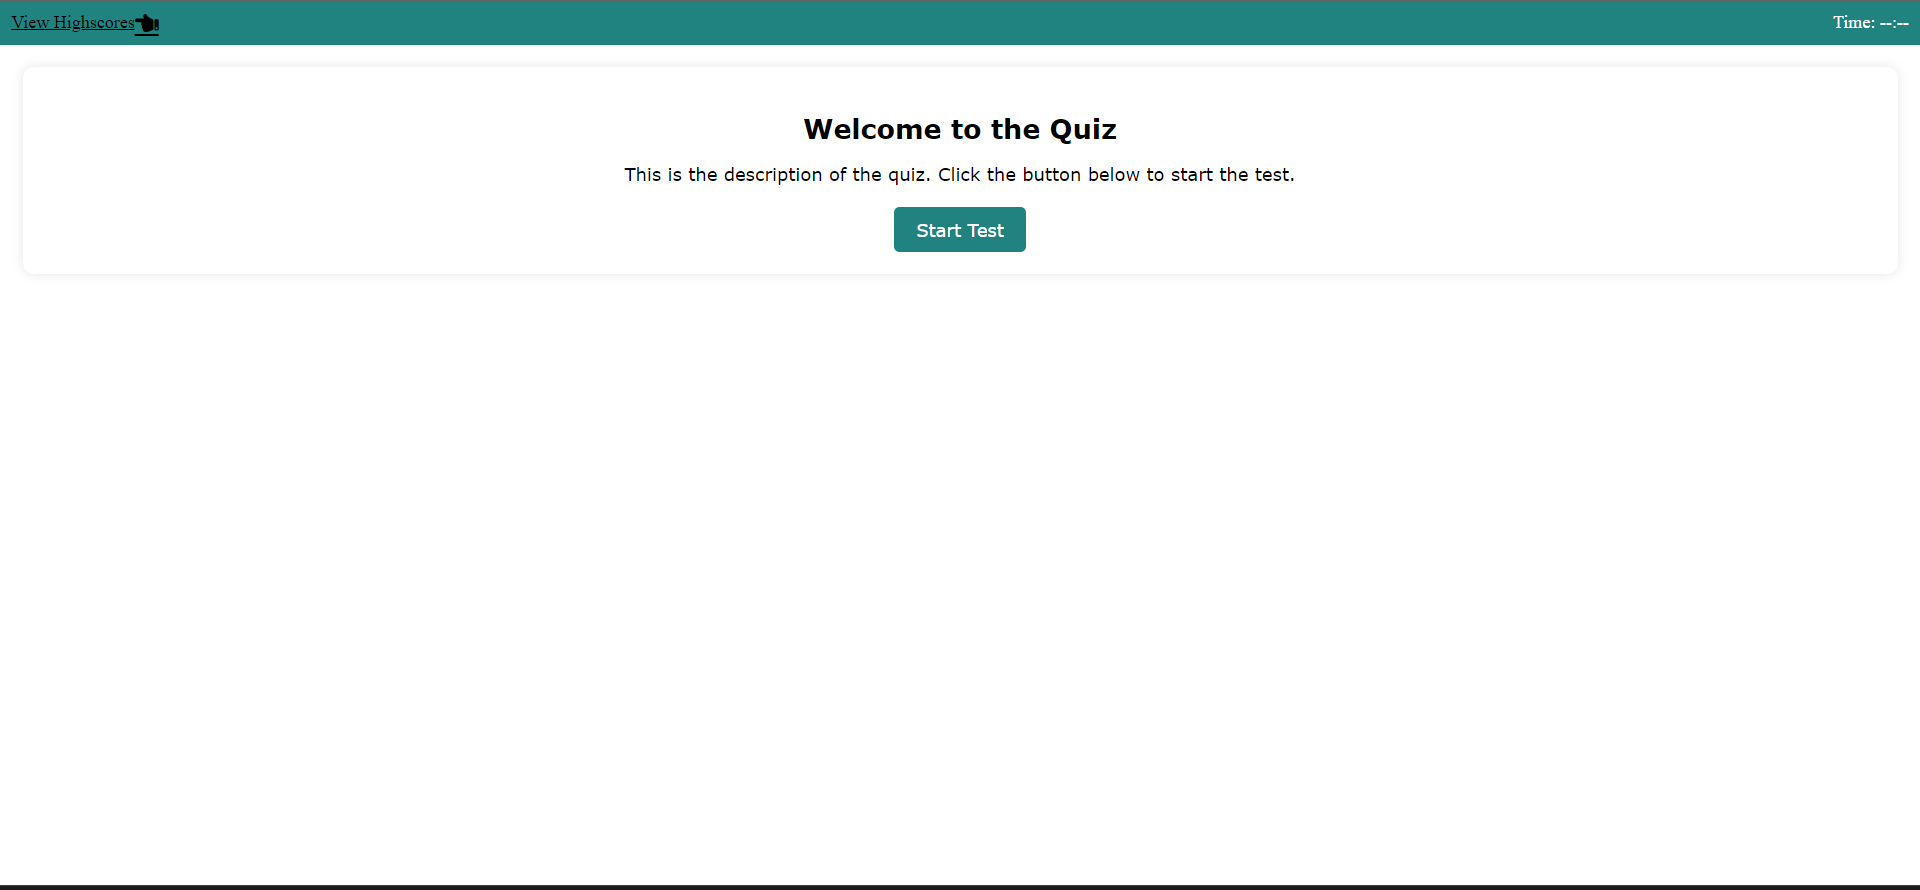 View Highscores
Time: --:--
Welcome to the Quiz
This is the description of the quiz. Click the button below to start the test.
Start Test